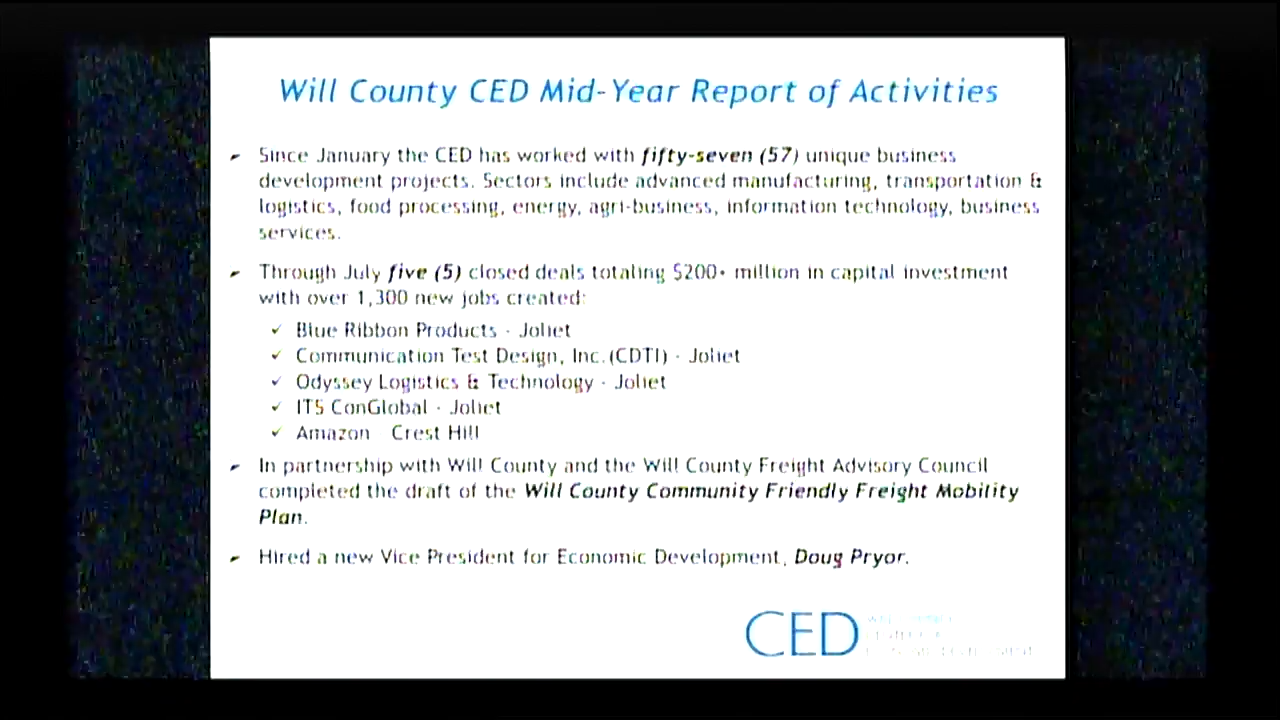 Will County CED Mid-Year Report of Activities
Since January the CED has worked with fifty-seven (57) unique business
development projects. Sectors include advanced manufacturing, transportation &
logistics, food processing, energy, agri-business, information technology, business
services.
Through July five (5) closed deals totaling $200+ million in capital investment
with over 1,300 new jobs created:
✓ Blue Ribbon Products - Joliet
✓ Communication Test Design, Inc. (CDTI) - Joliet
✓ Odyssey Logistics & Technology - Joliet
✓ ITS ConGlobal - Joliet
✓ Amazon Crest Hill
In partnership with Will County and the Will County Freight Advisory Council
completed the draft of the Will County Community Friendly Freight Mobility
Plan.
Hired a new Vice President for Economic Development, Doug Pryor.
CED